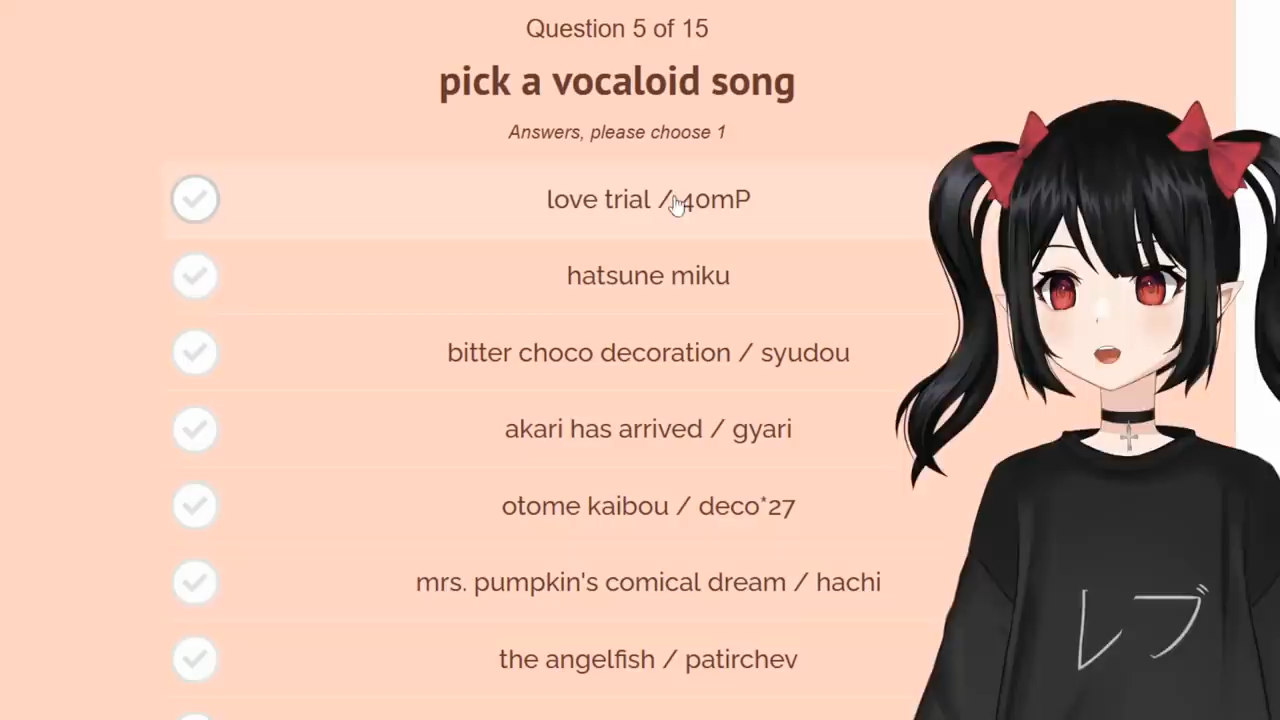 Question 5 of 15
pick a vocaloid song
Answers, please choose 1
love trial / 40mP
hatsune miku
bitter choco decoration / syudou
akari has arrived / gyari
otome kaibou / deco*27
mrs. pumpkin's comical dream / hachi
the angelfish / patirchev
レブ